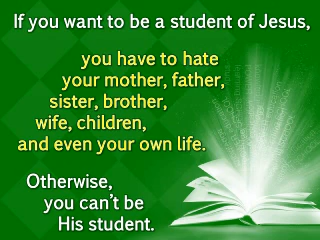 If you want to be a student of Jesus,
you have to hate
your mother, father,
sister, brother,
wife, children,
and even your own life.
Otherwise,
you can't be
His student.